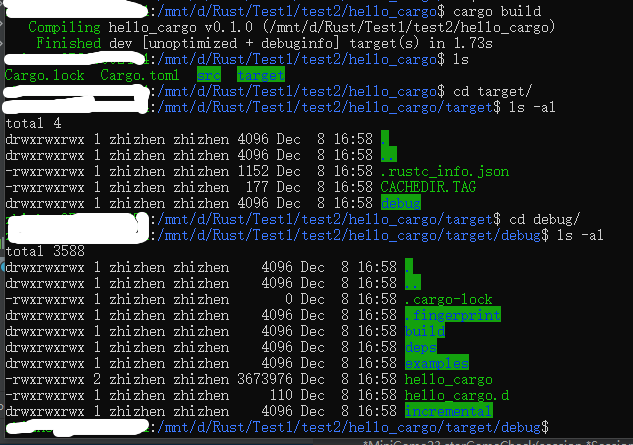 :/mnt/d/Rust/Test1/test2/hello_cargo$ cargo build
Compiling hello_cargo v0.1.0 (/mnt/d/Rust/Test1/test2/hello_cargo)
Finished dev [unoptimized + debuginfo] target(s) in 1.73s
:/mnt/d/Rust/Test1/test2/hello_cargo$ ls
Cargo.lock Cargo.toml src target
:/mnt/d/Rust/Test1/test2/hello_cargo$ cd target/
:/mnt/d/Rust/Test1/test2/hello_cargo/target$ ls -al
total 4
drwxrwxrwx 1 zhizhen zhizhen 4096 Dec 8 16:58 .
drwxrwxrwx 1 zhizhen zhizhen 4096 Dec 8 16:58 ..
-rwxrwxrwx 1 zhizhen zhizhen 1152 Dec 8 16:58 .rustc_info.json
-rwxrwxrwx 1 zhizhen zhizhen 177 Dec 8 16:58 CACHEDIR.TAG
drwxrwxrwx 1 zhizhen zhizhen 4096 Dec 8 16:58 debug
:/mnt/d/Rust/Test1/test2/hello_cargo/target$ cd debug/
:/mnt/d/Rust/Test1/test2/hello_cargo/target/debug$ ls -al
total 3588
drwxrwxrwx 1 zhizhen zhizhen 4096 Dec 8 16:58 .
drwxrwxrwx 1 zhizhen zhizhen 4096 Dec 8 16:58 ..
-rwxrwxrwx 1 zhizhen zhizhen 0 Dec 8 16:58 .cargo-lock
drwxrwxrwx 1 zhizhen zhizhen 4096 Dec 8 16:58 .fingerprint
drwxrwxrwx 1 zhizhen zhizhen 4096 Dec 8 16:58 build
drwxrwxrwx 1 zhizhen zhizhen 4096 Dec 8 16:58 deps
drwxrwxrwx 1 zhizhen zhizhen 4096 Dec 8 16:58 examples
-rwxrwxrwx 2 zhizhen zhizhen 3673976 Dec 8 16:58 hello_cargo
-rwxrwxrwx 1 zhizhen zhizhen 110 Dec 8 16:58 hello_cargo.d
drwxrwxrwx 1 zhizhen zhizhen 4096 Dec 8 16:58 incremental
:/mnt/d/Rust/Test1/test2/hello_cargo/target/debug$